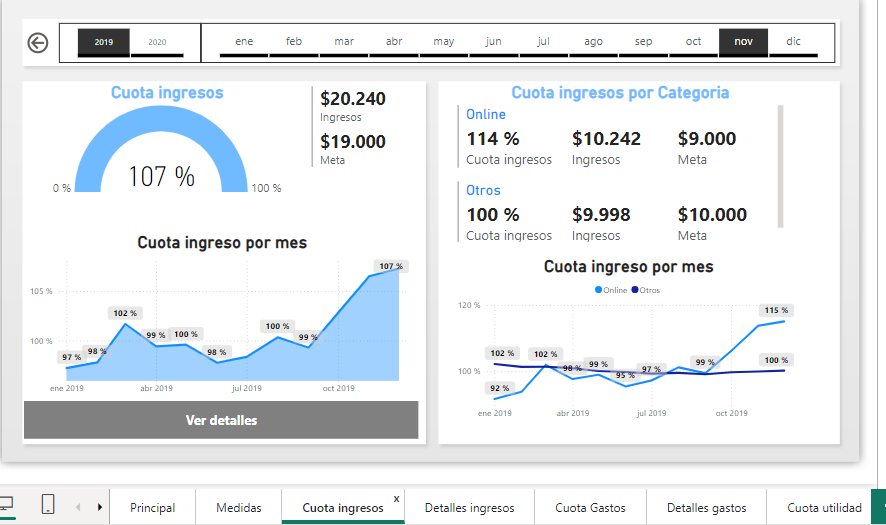 2019 2020 ene feb mar abr may jun jul ago sep oct nov dic
Cuota ingresos
107 %
0 % 100 %
$20.240
Ingresos
$19.000
Meta
Cuota ingreso por mes
105 %
100 %
97 % 98 % 102 % 99 % 100 % 98 % 100 % 99 % 107 %
ene 2019 abr 2019 jul 2019 oct 2019
Ver detalles
Cuota ingresos por Categoria
Online
114 % $10.242 $9.000
Cuota ingresos Ingresos Meta
Otros
100 % $9.998 $10.000
Cuota ingresos Ingresos Meta
Cuota ingreso por mes
Online Otros
120 %
100 %
102 % 92 % 102 % 98 % 99 % 95 % 97 % 99 % 115 % 100 %
ene 2019 abr 2019 jul 2019 oct 2019
Principal Medidas Cuota ingresos x Detalles ingresos Cuota Gastos Detalles gastos Cuota utilidad